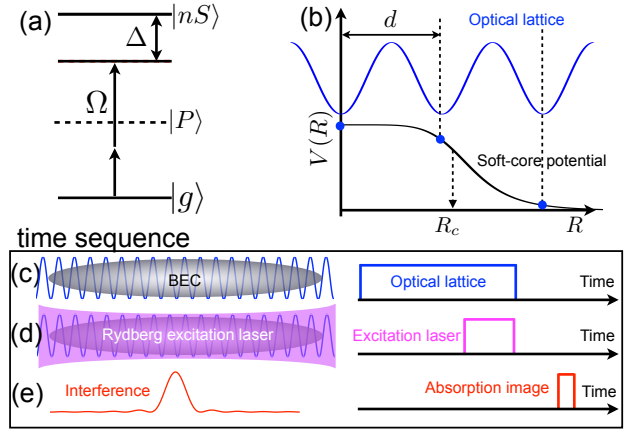 (a)
|nS⟩
Δ
Ω
|P⟩
|g⟩
(b)
Optical lattice
d
V(R)
Soft-core potential
R_c
R
time sequence
(c)
BEC
Optical lattice
Time
(d)
Rydberg excitation laser
Excitation laser
Time
(e)
Interference
Absorption image
Time